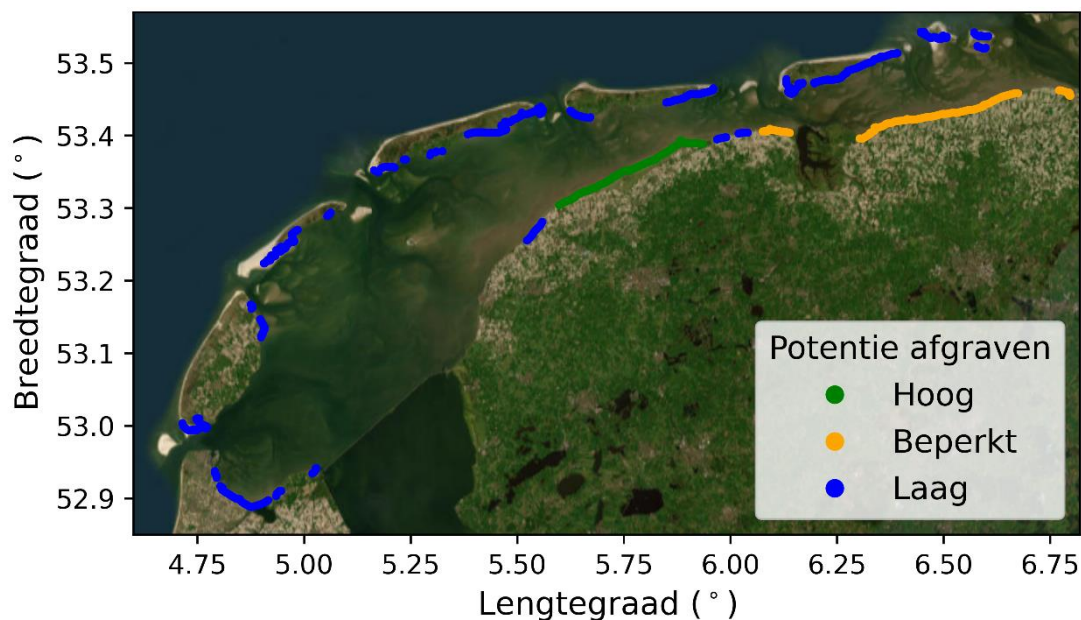 53.5
53.4
53.3
53.2
53.1
53.0
52.9
Breedtegraad (°)
4.75 5.00 5.25 5.50 5.75 6.00 6.25 6.50 6.75
Lengtegraad (°)
Potentie afgraven
Hoog
Beperkt
Laag